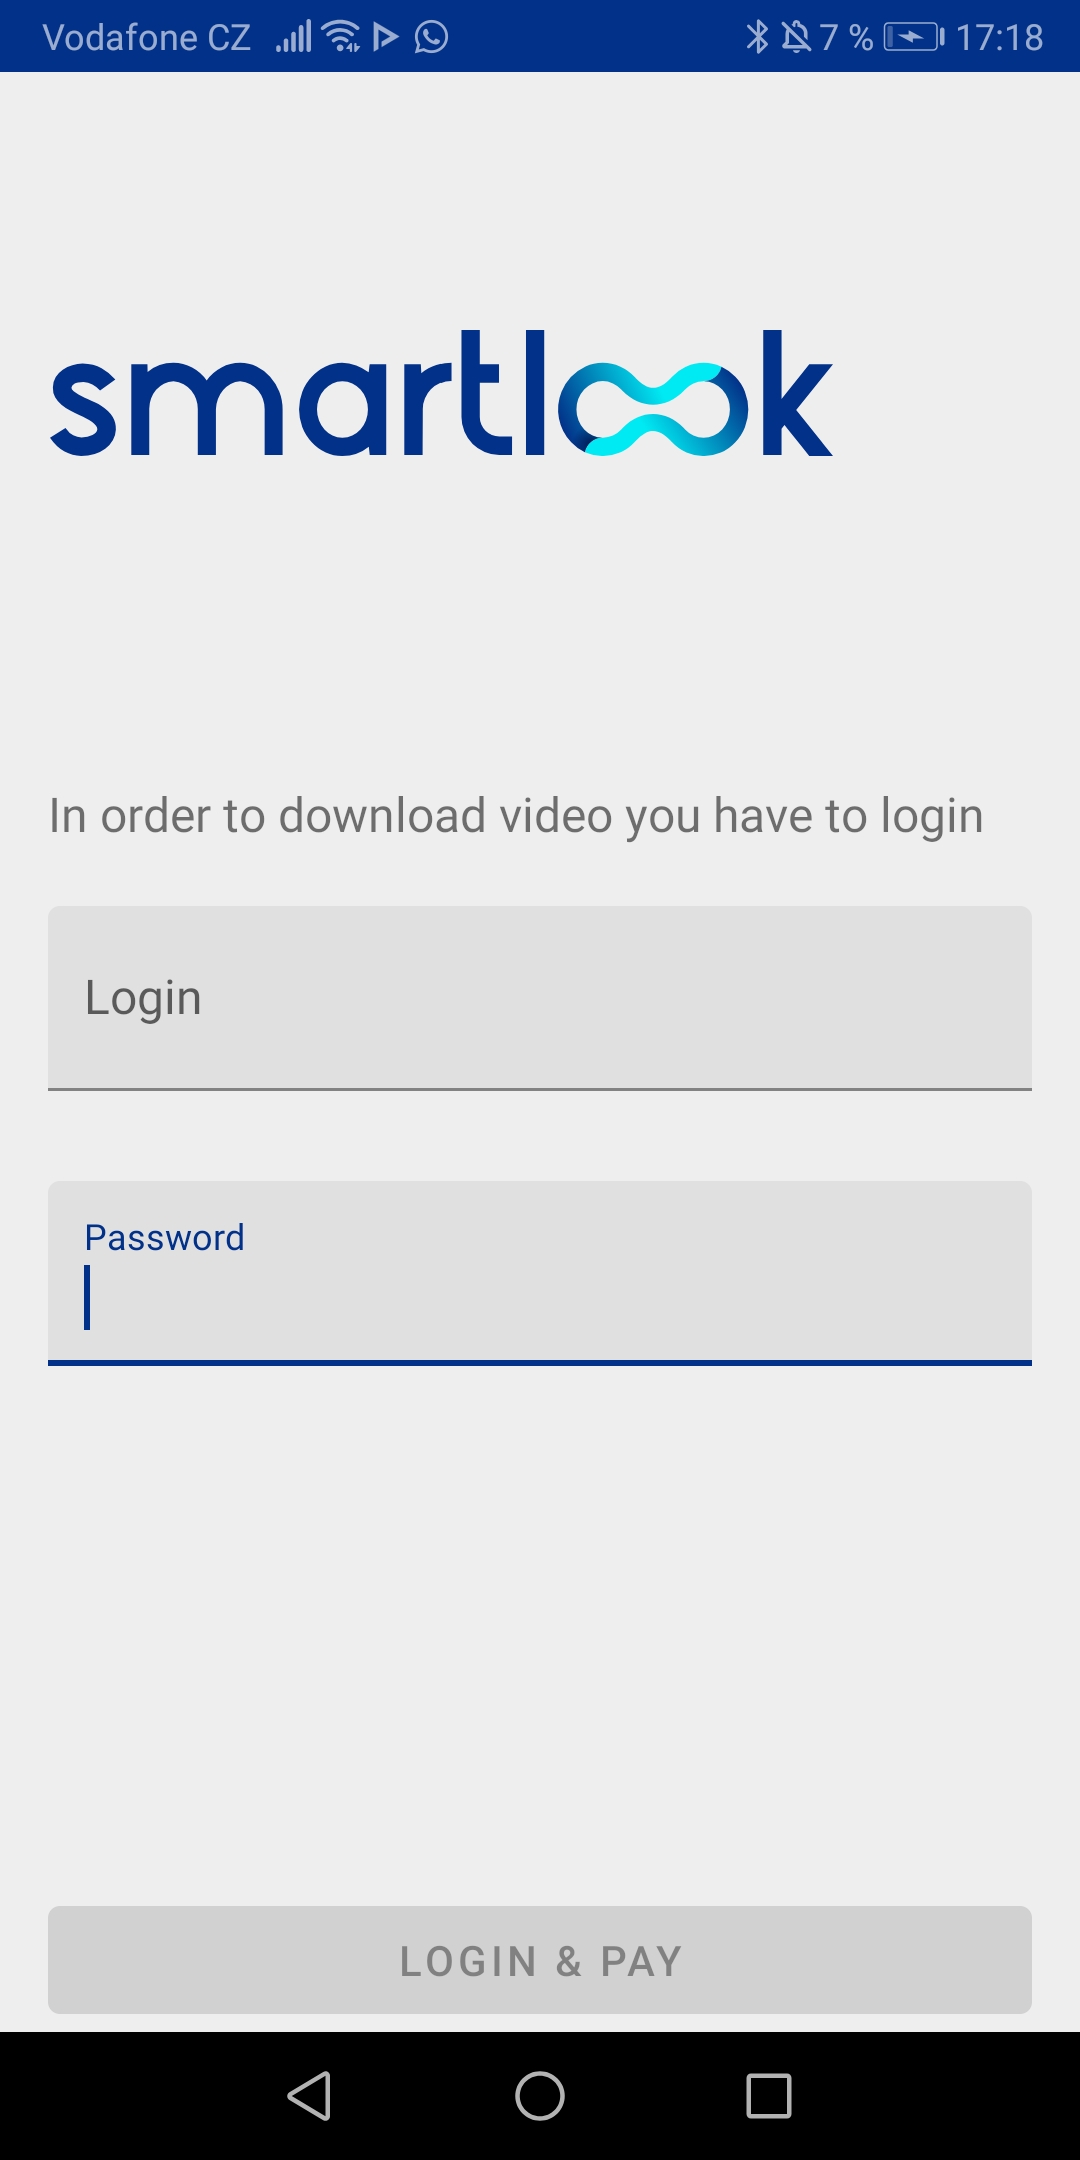 Vodafone CZ 7 % 17:18
smartlook
In order to download video you have to login
Login
Password
LOGIN & PAY